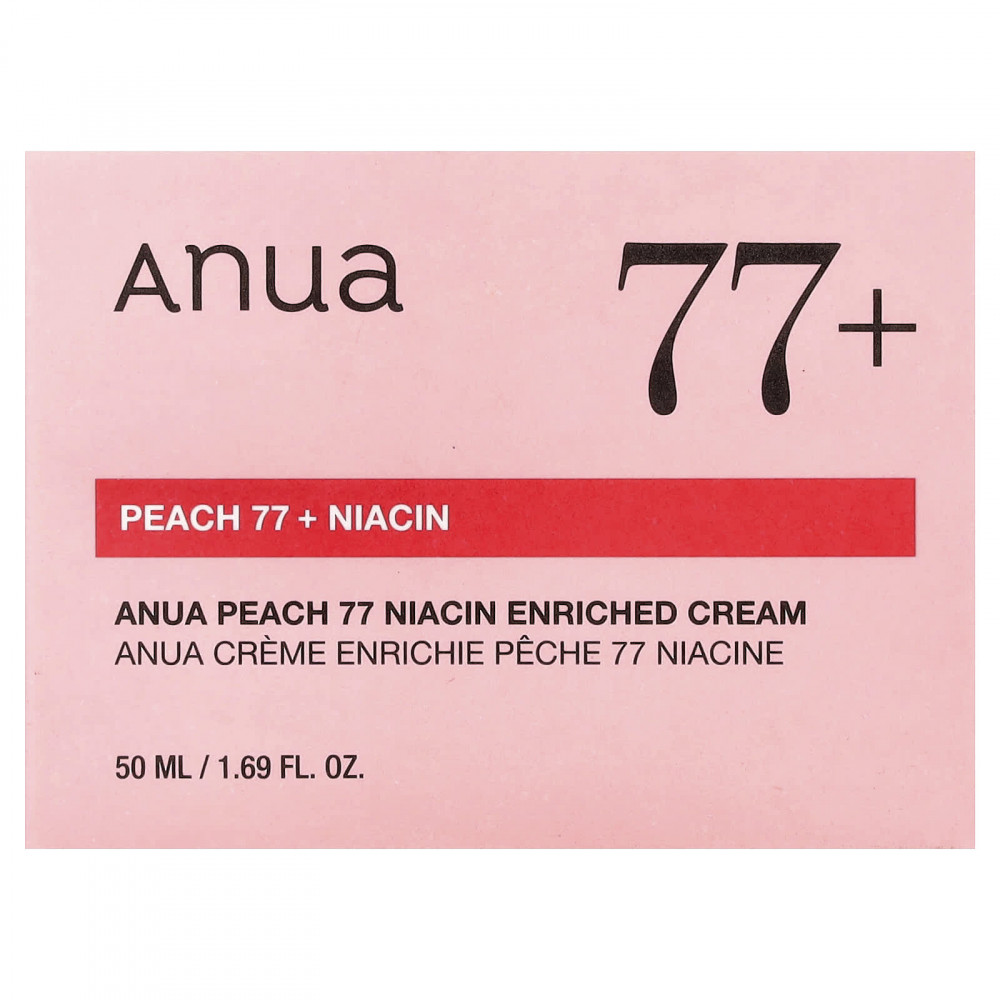 Anua
77+
PEACH 77 + NIACIN
ANUA PEACH 77 NIACIN ENRICHED CREAM
ANUA CRÈME ENRICHIE PÊCHE 77 NIACINE
50 ML / 1.69 FL. OZ.